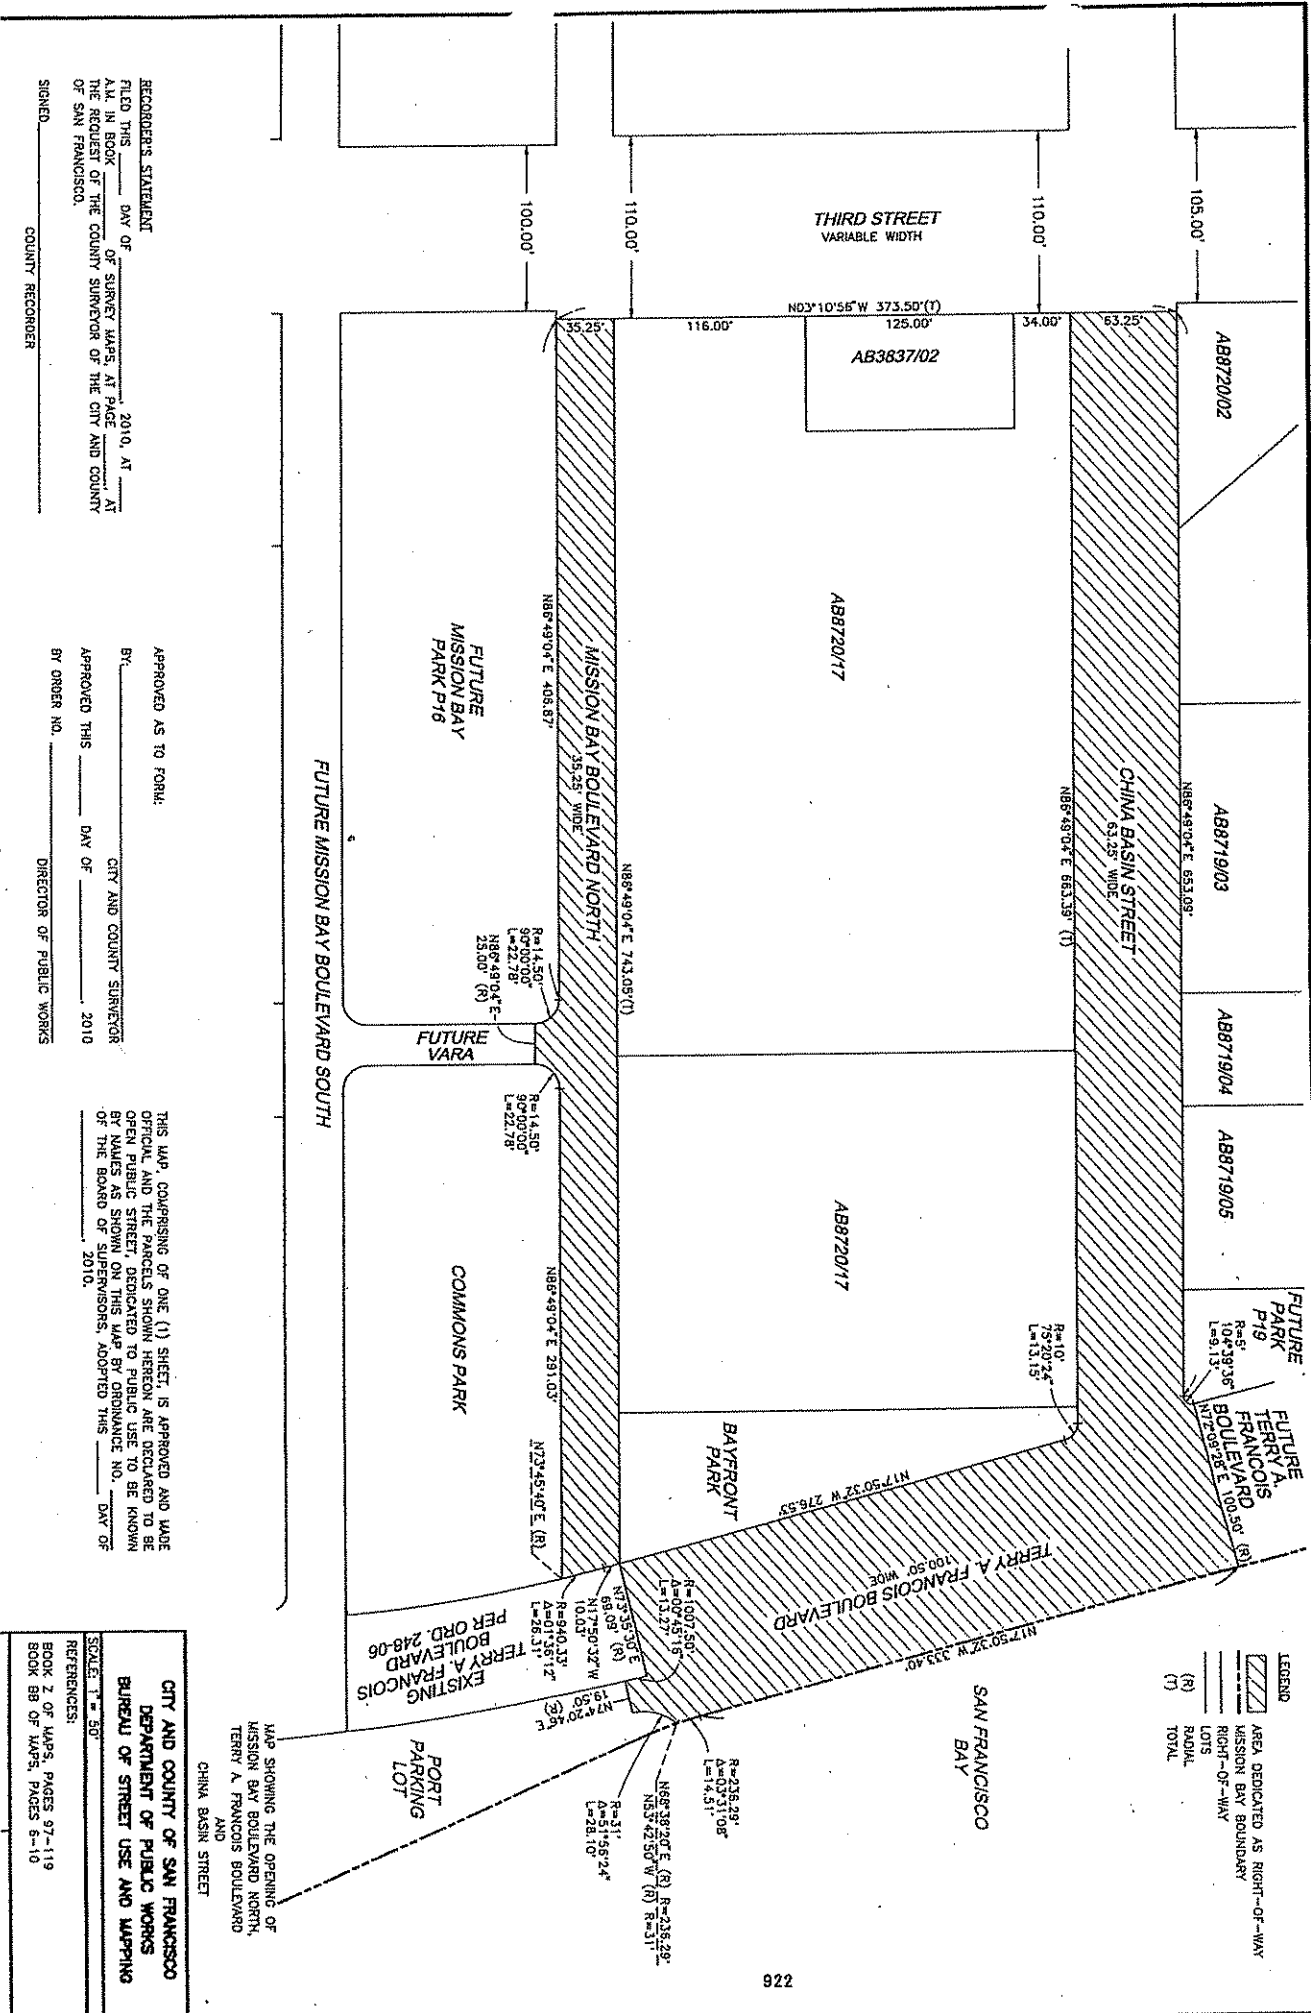 LEGEND
AREA DEDICATED AS RIGHT-OF-WAY
MISSION BAY BOUNDARY
RIGHT-OF-WAY
LOTS
(R) RADIAL
(T) TOTAL
THIRD STREET
VARIABLE WIDTH
105.00'
110.00'
110.00'
100.00'
N03°10'56"W 373.50'(T)
35.25'
116.00'
125.00'
34.00'
63.25'
AB3837/02
AB8720/02
AB8719/03
AB8719/04
AB8719/05
FUTURE
PARK
P19
R=5'
104°39'36"
L=9.13'
FUTURE
TERRY A.
FRANCOIS
BOULEVARD
N72°09'28"E 100.50' (R)
N86°49'04"E 653.09'
CHINA BASIN STREET
63.25' WIDE
N86°49'04"E 663.39' (T)
R=10'
75°20'24"
L=13.15'
AB8720/17
AB8720/17
BAYFRONT
PARK
N17°50'32"W 276.53'
TERRY A. FRANCOIS BOULEVARD
100.50' WIDE
N17°50'32"W 333.40'
SAN FRANCISCO
BAY
N86°49'04"E 743.05'(T)
MISSION BAY BOULEVARD NORTH
35.25' WIDE
N86°49'04"E 406.87'
R=14.50'
90°00'00"
L=22.78'
N86°49'04"E
25.00' (R)
R=14.50'
90°00'00"
L=22.78'
N86°49'04"E 291.03'
N73°45'40"E (R)
R=1007.50'
Δ=00°45'16"
L=13.27'
N73°35'30"E
69.09' (R)
N17°50'32"W
10.03'
R=940.33'
Δ=01°36'12"
L=26.31'
N74°20'46"E
19.50' (R)
R=236.29'
Δ=03°31'08"
L=14.51'
N68°38'20"E (R) R=236.29'
N53°42'50"W (R) R=31'
R=31'
Δ=51°56'24"
L=28.10'
FUTURE
MISSION BAY
PARK P16
FUTURE
VARA
COMMONS PARK
EXISTING
TERRY A. FRANCOIS
BOULEVARD
PER ORD. 248-06
PORT
PARKING
LOT
FUTURE MISSION BAY BOULEVARD SOUTH
MAP SHOWING THE OPENING OF
MISSION BAY BOULEVARD NORTH,
TERRY A. FRANCOIS BOULEVARD
AND
CHINA BASIN STREET
RECORDER'S STATEMENT
FILED THIS ______ DAY OF ______, 2010, AT ______
A.M. IN BOOK ______ OF SURVEY MAPS, AT PAGE ______, AT
THE REQUEST OF THE COUNTY SURVEYOR OF THE CITY AND COUNTY
OF SAN FRANCISCO.
SIGNED ______
COUNTY RECORDER
APPROVED AS TO FORM:
BY: ______
CITY AND COUNTY SURVEYOR
APPROVED THIS ______ DAY OF ______, 2010
BY ORDER NO. ______
DIRECTOR OF PUBLIC WORKS
THIS MAP, COMPRISING OF ONE (1) SHEET, IS APPROVED AND MADE
OFFICIAL AND THE PARCELS SHOWN HEREON ARE DECLARED TO BE
OPEN PUBLIC STREET, DEDICATED TO PUBLIC USE TO BE KNOWN
BY NAMES AS SHOWN ON THIS MAP BY ORDINANCE NO. ______
OF THE BOARD OF SUPERVISORS, ADOPTED THIS ______ DAY OF
______, 2010.
CITY AND COUNTY OF SAN FRANCISCO
DEPARTMENT OF PUBLIC WORKS
BUREAU OF STREET USE AND MAPPING
SCALE: 1" = 50'
REFERENCES:
BOOK Z OF MAPS, PAGES 97-119
BOOK BB OF MAPS, PAGES 6-10
922